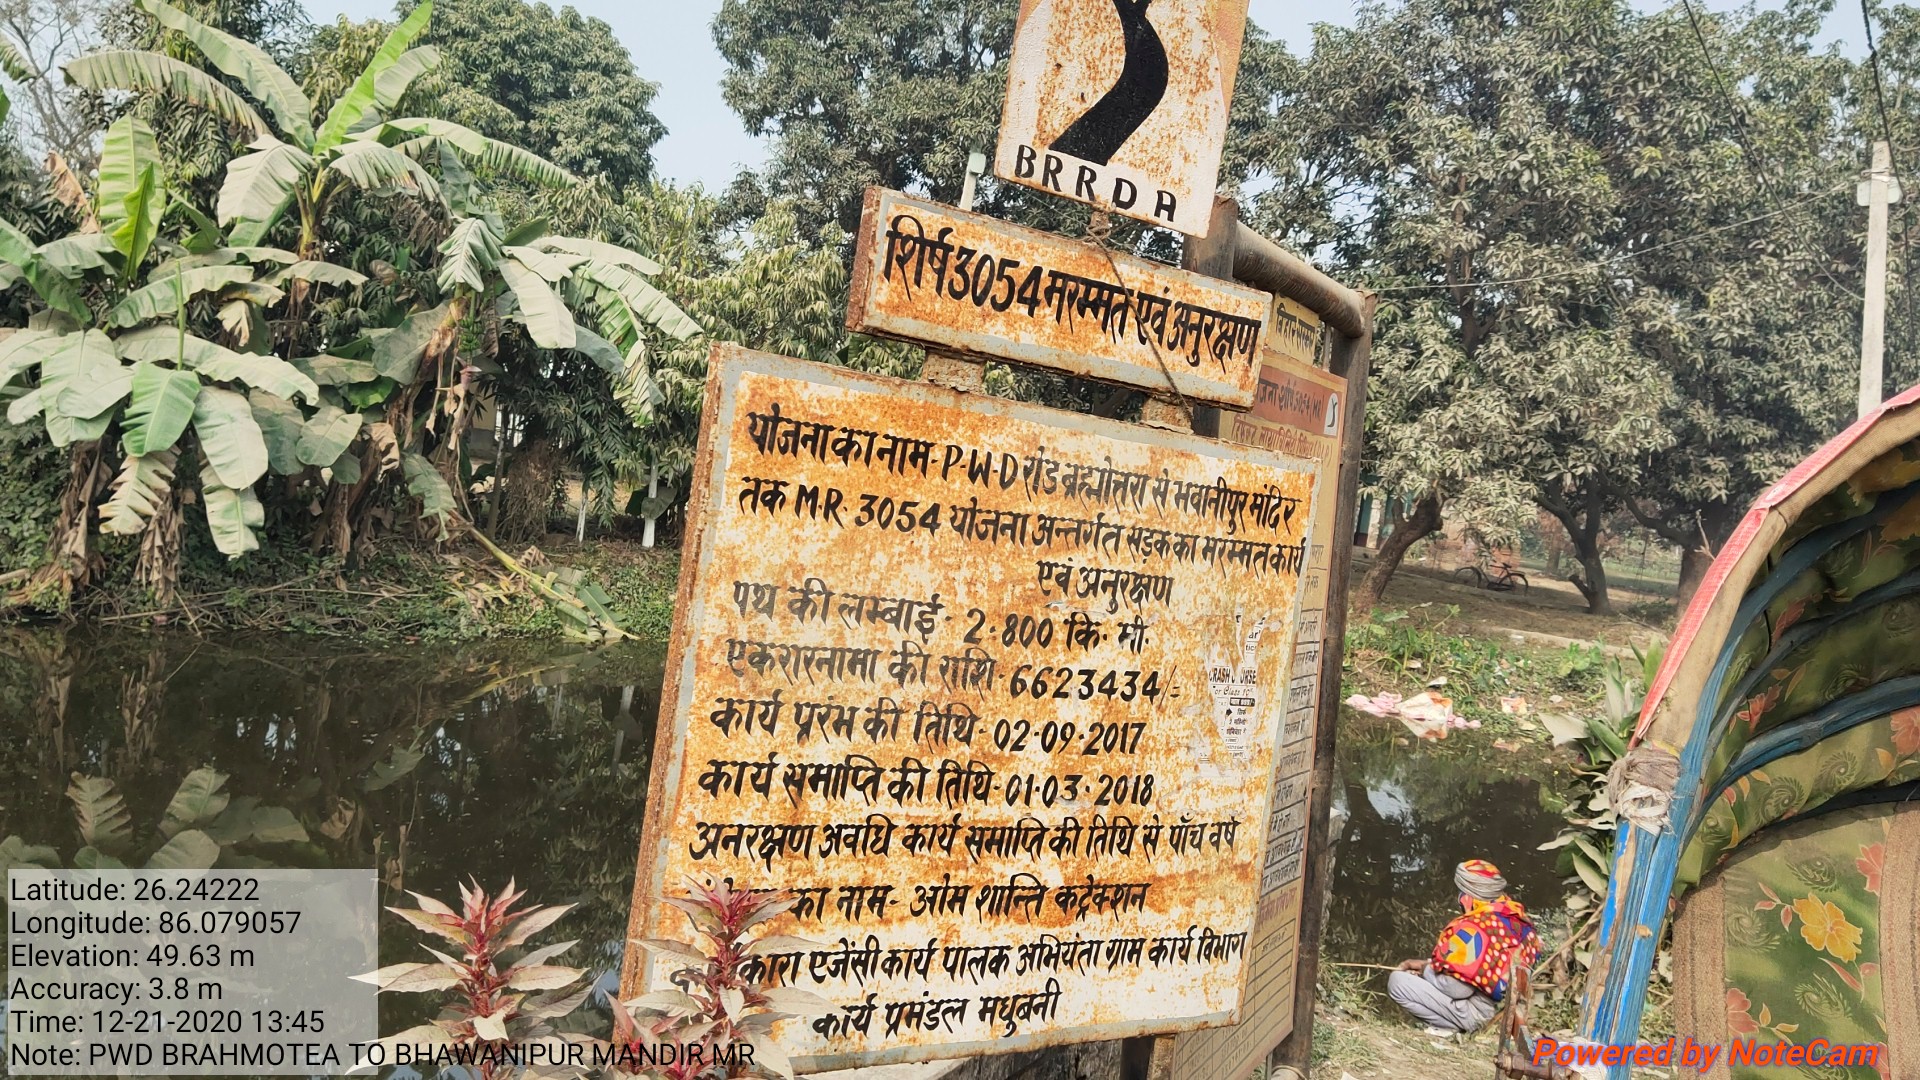 BRRDA
शिर्ष 3054 मरम्मत एवं अनुरक्षण
योजना का नाम- P.W.D रोड ब्रह्मोत्तरा से भवानीपुर मंदिर
तक M.R. 3054 योजना अन्तर्गत सड़क का मरम्मत कार्य
एवं अनुरक्षण
पथ की लम्बाई- 2.800 कि. मी.
एकरारनामा की राशि- 6623434/=
कार्य प्रारंभ की तिथि- 02.09.2017
कार्य समाप्ति की तिथि- 01.03.2018
अनरक्षण अवधि कार्य समाप्ति की तिथि से पाँच वर्ष
का नाम- ओम शान्ति कंट्रेक्शन
एजेंसी कार्य पालक अभियंता ग्राम कार्य विभाग
कार्य प्रमंडल मधुबनी
Latitude: 26.24222
Longitude: 86.079057
Elevation: 49.63 m
Accuracy: 3.8 m
Time: 12-21-2020 13:45
Note: PWD BRAHMOTEA TO BHAWANIPUR MANDIR MR
Powered by NoteCam